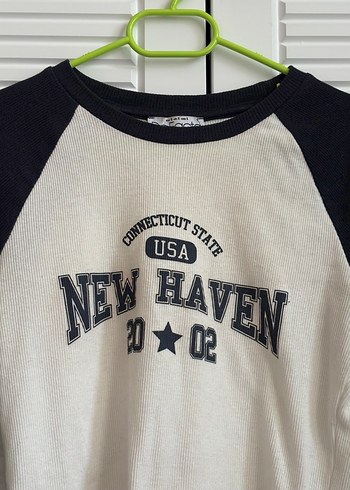 CONNECTICUT STATE
USA
NEW HAVEN
20 02